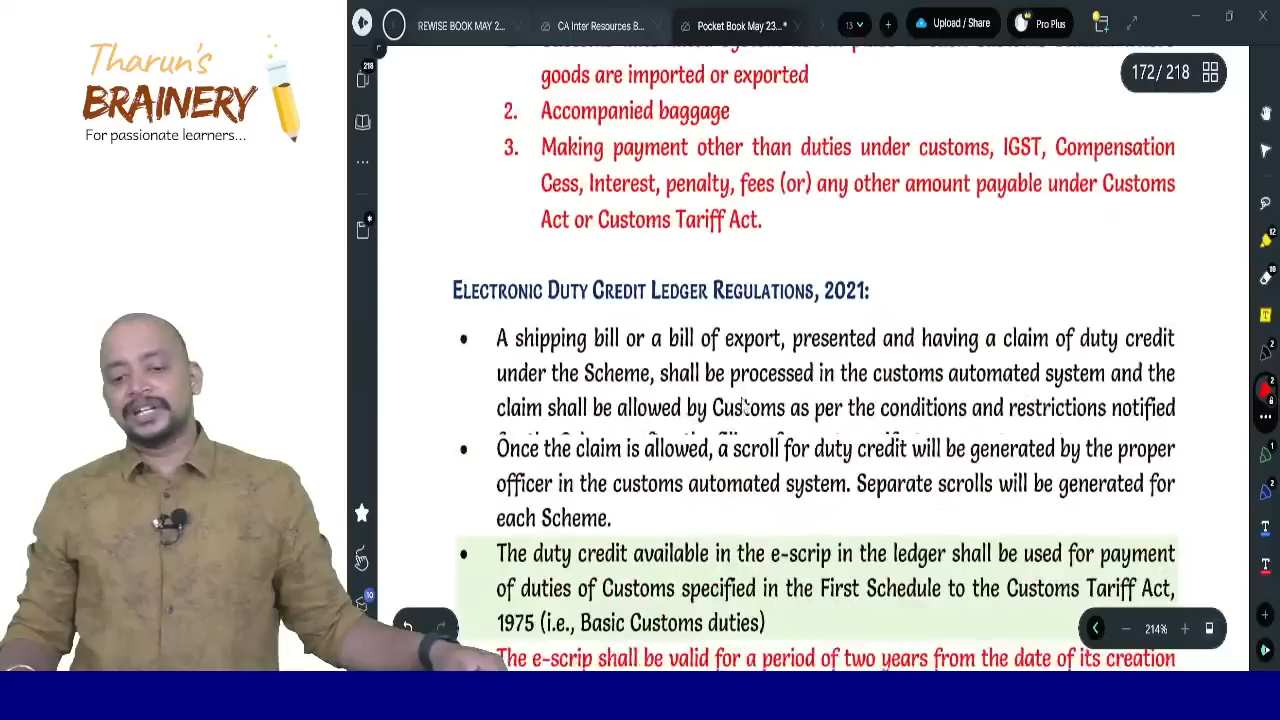 Tharun's
BRAINERY
For passionate learners...
REWISE BOOK MAY 2...
CA Inter Resources B...
Pocket Book May 23...*
13
Upload / Share
Pro Plus
218
172/218
goods are imported or exported
2. Accompanied baggage
3. Making payment other than duties under customs, IGST, Compensation
Cess, Interest, penalty, fees (or) any other amount payable under Customs
Act or Customs Tariff Act.
ELECTRONIC DUTY CREDIT LEDGER REGULATIONS, 2021:
• A shipping bill or a bill of export, presented and having a claim of duty credit
under the Scheme, shall be processed in the customs automated system and the
claim shall be allowed by Customs as per the conditions and restrictions notified
• Once the claim is allowed, a scroll for duty credit will be generated by the proper
officer in the customs automated system. Separate scrolls will be generated for
each Scheme.
• The duty credit available in the e-scrip in the ledger shall be used for payment
of duties of Customs specified in the First Schedule to the Customs Tariff Act,
1975 (i.e., Basic Customs duties)
The e-scrip shall be valid for a period of two years from the date of its creation
214%